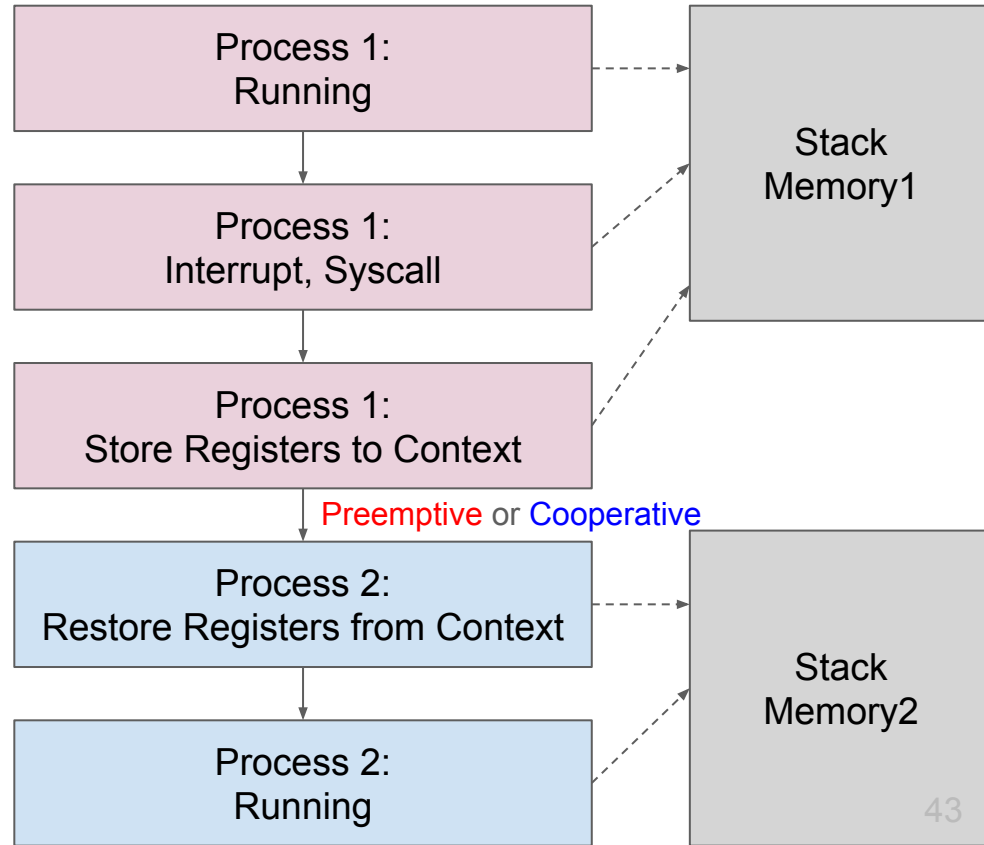 Process 1:
Running
Stack
Memory1
Process 1:
Interrupt, Syscall
Process 1:
Store Registers to Context
Preemptive or Cooperative
Process 2:
Restore Registers from Context
Stack
Memory2
Process 2:
Running
43